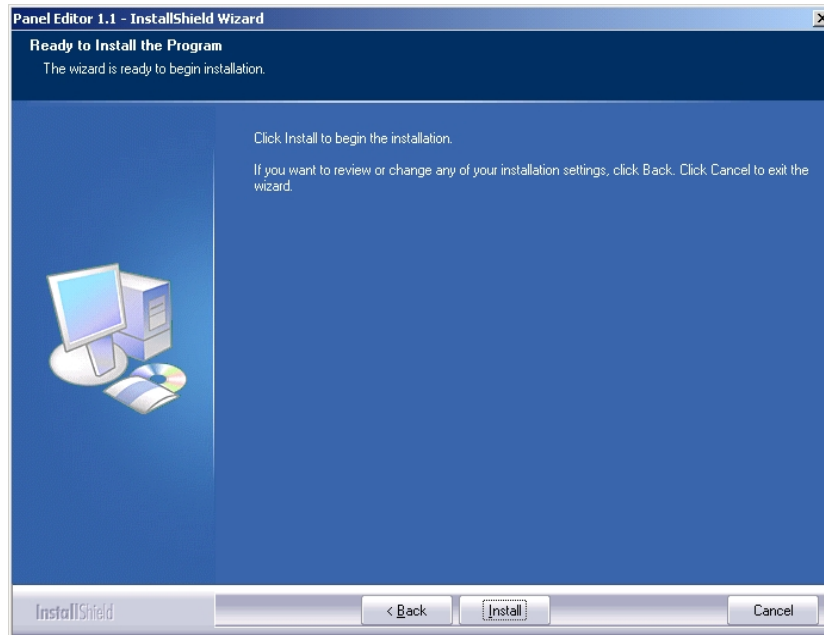 Panel Editor 1.1 - InstallShield Wizard
Ready to Install the Program
The wizard is ready to begin installation.
Click Install to begin the installation.
If you want to review or change any of your installation settings, click Back. Click Cancel to exit the
wizard.
InstallShield
< Back Install Cancel